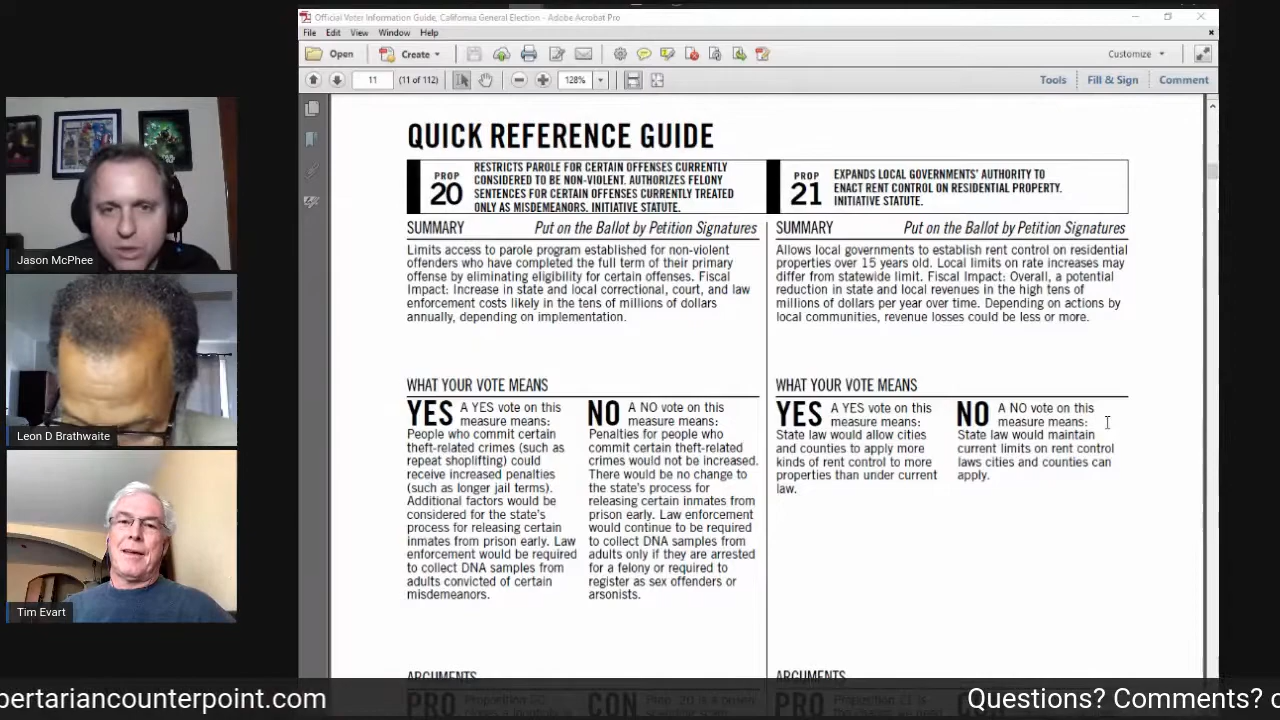 Official Voter Information Guide, California General Election - Adobe Acrobat Pro
File Edit View Window Help
Open Create Customize
11 (11 of 112) 128% Tools Fill & Sign Comment
QUICK REFERENCE GUIDE
PROP
20
RESTRICTS PAROLE FOR CERTAIN OFFENSES CURRENTLY
CONSIDERED TO BE NON-VIOLENT. AUTHORIZES FELONY
SENTENCES FOR CERTAIN OFFENSES CURRENTLY TREATED
ONLY AS MISDEMEANORS. INITIATIVE STATUTE.
SUMMARY Put on the Ballot by Petition Signatures
Limits access to parole program established for non-violent
offenders who have completed the full term of their primary
offense by eliminating eligibility for certain offenses. Fiscal
Impact: Increase in state and local correctional, court, and law
enforcement costs likely in the tens of millions of dollars
annually, depending on implementation.
WHAT YOUR VOTE MEANS
YES A YES vote on this
measure means:
People who commit certain
theft-related crimes (such as
repeat shoplifting) could
receive increased penalties
(such as longer jail terms).
Additional factors would be
considered for the state's
process for releasing certain
inmates from prison early. Law
enforcement would be required
to collect DNA samples from
adults convicted of certain
misdemeanors.
NO A NO vote on this
measure means:
Penalties for people who
commit certain theft-related
crimes would not be increased.
There would be no change to
the state's process for
releasing certain inmates from
prison early. Law enforcement
would continue to be required
to collect DNA samples from
adults only if they are arrested
for a felony or required to
register as sex offenders or
arsonists.
ARGUMENTS
PRO Proposition 20
CON Prop. 20 is a prison
PROP
21
EXPANDS LOCAL GOVERNMENTS' AUTHORITY TO
ENACT RENT CONTROL ON RESIDENTIAL PROPERTY.
INITIATIVE STATUTE.
SUMMARY Put on the Ballot by Petition Signatures
Allows local governments to establish rent control on residential
properties over 15 years old. Local limits on rate increases may
differ from statewide limit. Fiscal Impact: Overall, a potential
reduction in state and local revenues in the high tens of
millions of dollars per year over time. Depending on actions by
local communities, revenue losses could be less or more.
WHAT YOUR VOTE MEANS
YES A YES vote on this
measure means:
State law would allow cities
and counties to apply more
kinds of rent control to more
properties than under current
law.
NO A NO vote on this
measure means:
State law would maintain
current limits on rent control
laws cities and counties can
apply.
ARGUMENTS
PRO Proposition 21 is
CON
Jason McPhee
Leon D Brathwaite
Tim Evart
pertariancounterpoint.com Questions? Comments? c